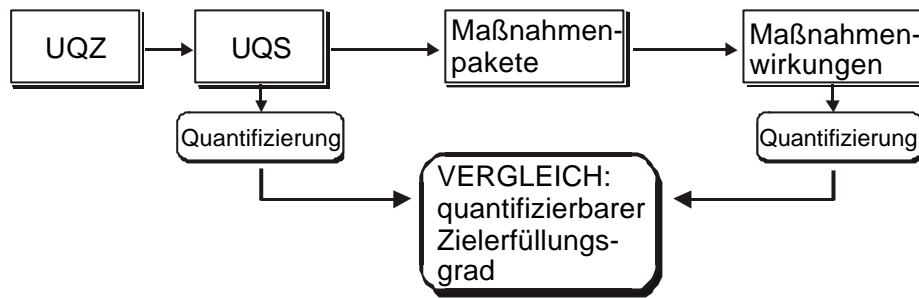 UQZ
UQS
Maßnahmen-
pakete
Maßnahmen-
wirkungen
Quantifizierung
Quantifizierung
VERGLEICH:
quantifizierbarer
Zielerfüllungs-
grad